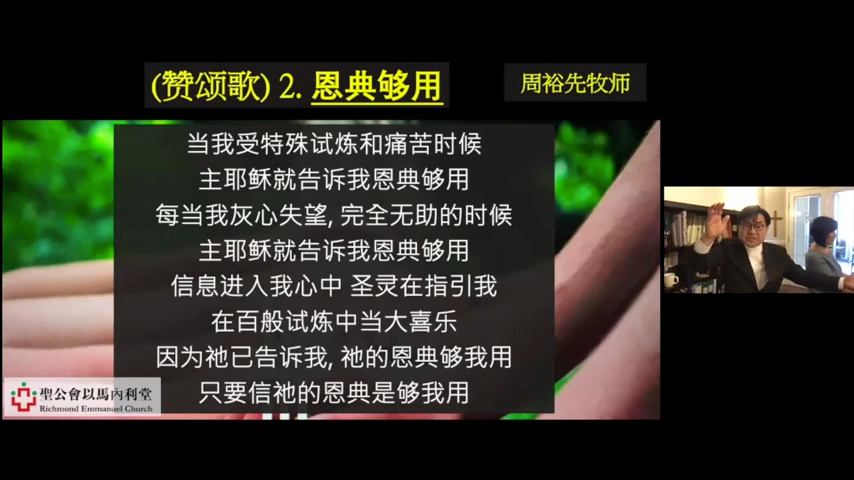 (赞颂歌) 2. 恩典够用
周裕先牧师
当我受特殊试炼和痛苦时候
主耶稣就告诉我恩典够用
每当我灰心失望, 完全无助的时候
主耶稣就告诉我恩典够用
信息进入我心中 圣灵在指引我
在百般试炼中当大喜乐
因为祂已告诉我, 祂的恩典够我用
只要信祂的恩典是够我用
聖公會以馬內利堂
Richmond Emmanuel Church